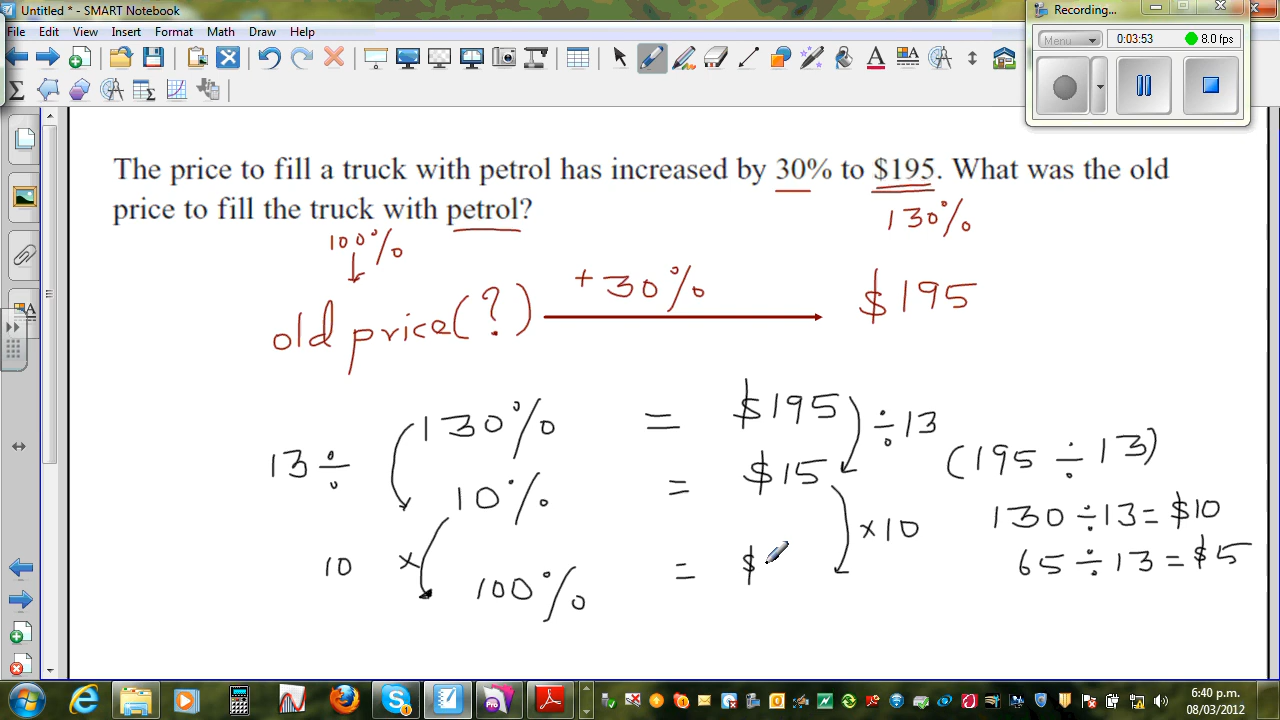 Untitled * - SMART Notebook
Recording...
File Edit View Insert Format Math Draw Help
Menu
0:03:53
8.0 fps
The price to fill a truck with petrol has increased by 30% to $195. What was the old
price to fill the truck with petrol?
130%
100%
+30%
old price(?)
$195
130% = $195 ÷13
13÷
(195 ÷ 13)
10% = $15
130 ÷13 = $10
×10
10 × 100% = $
65 ÷ 13 = $5
6:40 p.m.
08/03/2012